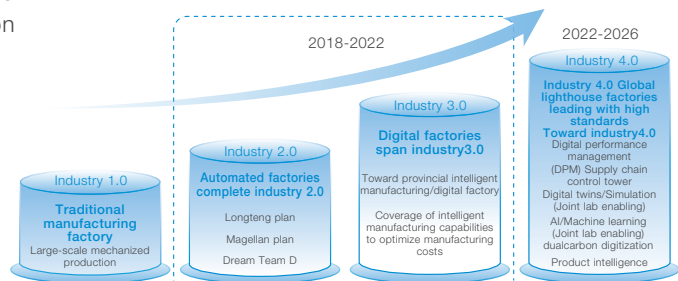 on
2018-2022
2022-2026
Industry 1.0
Traditional
manufacturing
factory
Large-scale mechanized
production
Industry 2.0
Automated factories
complete industry 2.0
Longteng plan
Magellan plan
Dream Team D
Industry 3.0
Digital factories
span industry3.0
Toward provincial intelligent
manufacturing/digital factory
Coverage of intelligent
manufacturing capabilities
to optimize manufacturing
costs
Industry 4.0
Industry 4.0 Global
lighthouse factories
leading with high
standards
Toward industry4.0
Digital performance
management
(DPM) Supply chain
control tower
Digital twins/Simulation
(Joint lab enabling)
AI/Machine learning
(Joint lab enabling)
dualcarbon digitization
Product intelligence